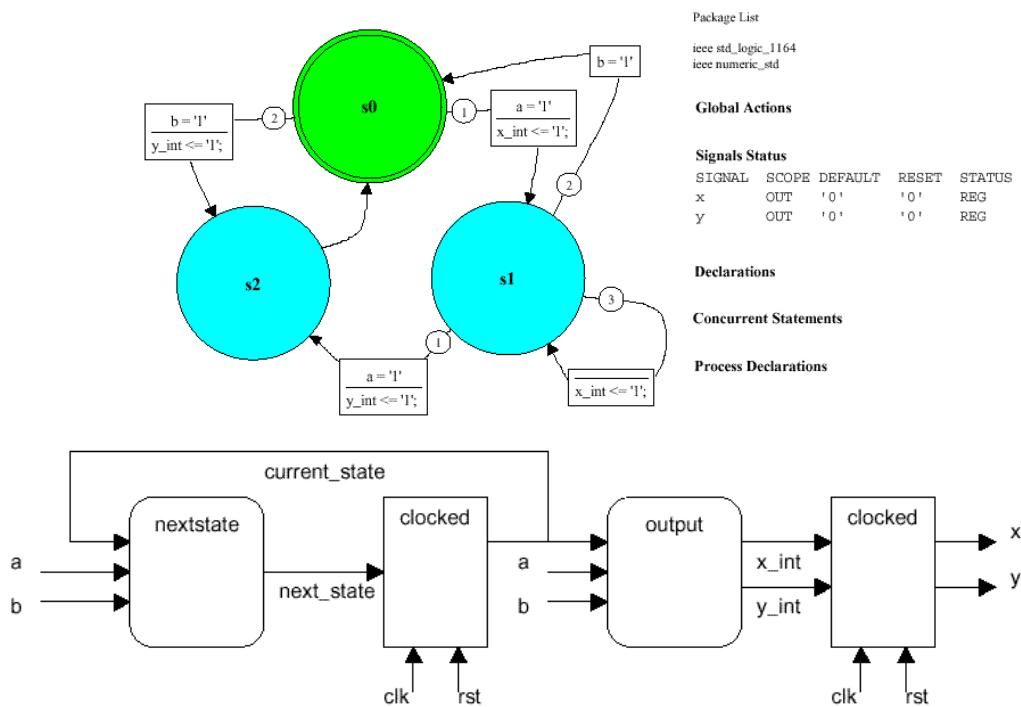 Package List
ieee std_logic_1164
ieee numeric_std
Global Actions
Signals Status
SIGNAL SCOPE DEFAULT RESET STATUS
x OUT '0' '0' REG
y OUT '0' '0' REG
Declarations
Concurrent Statements
Process Declarations
s0
b = '1'
1
a = '1'
x_int <= '1';
2
b = '1'
y_int <= '1';
2
s2
s1
3
x_int <= '1';
1
a = '1'
y_int <= '1';
current_state
nextstate
clocked
output
clocked
a
b
next_state
a
b
x_int
y_int
x
y
clk
rst
clk
rst